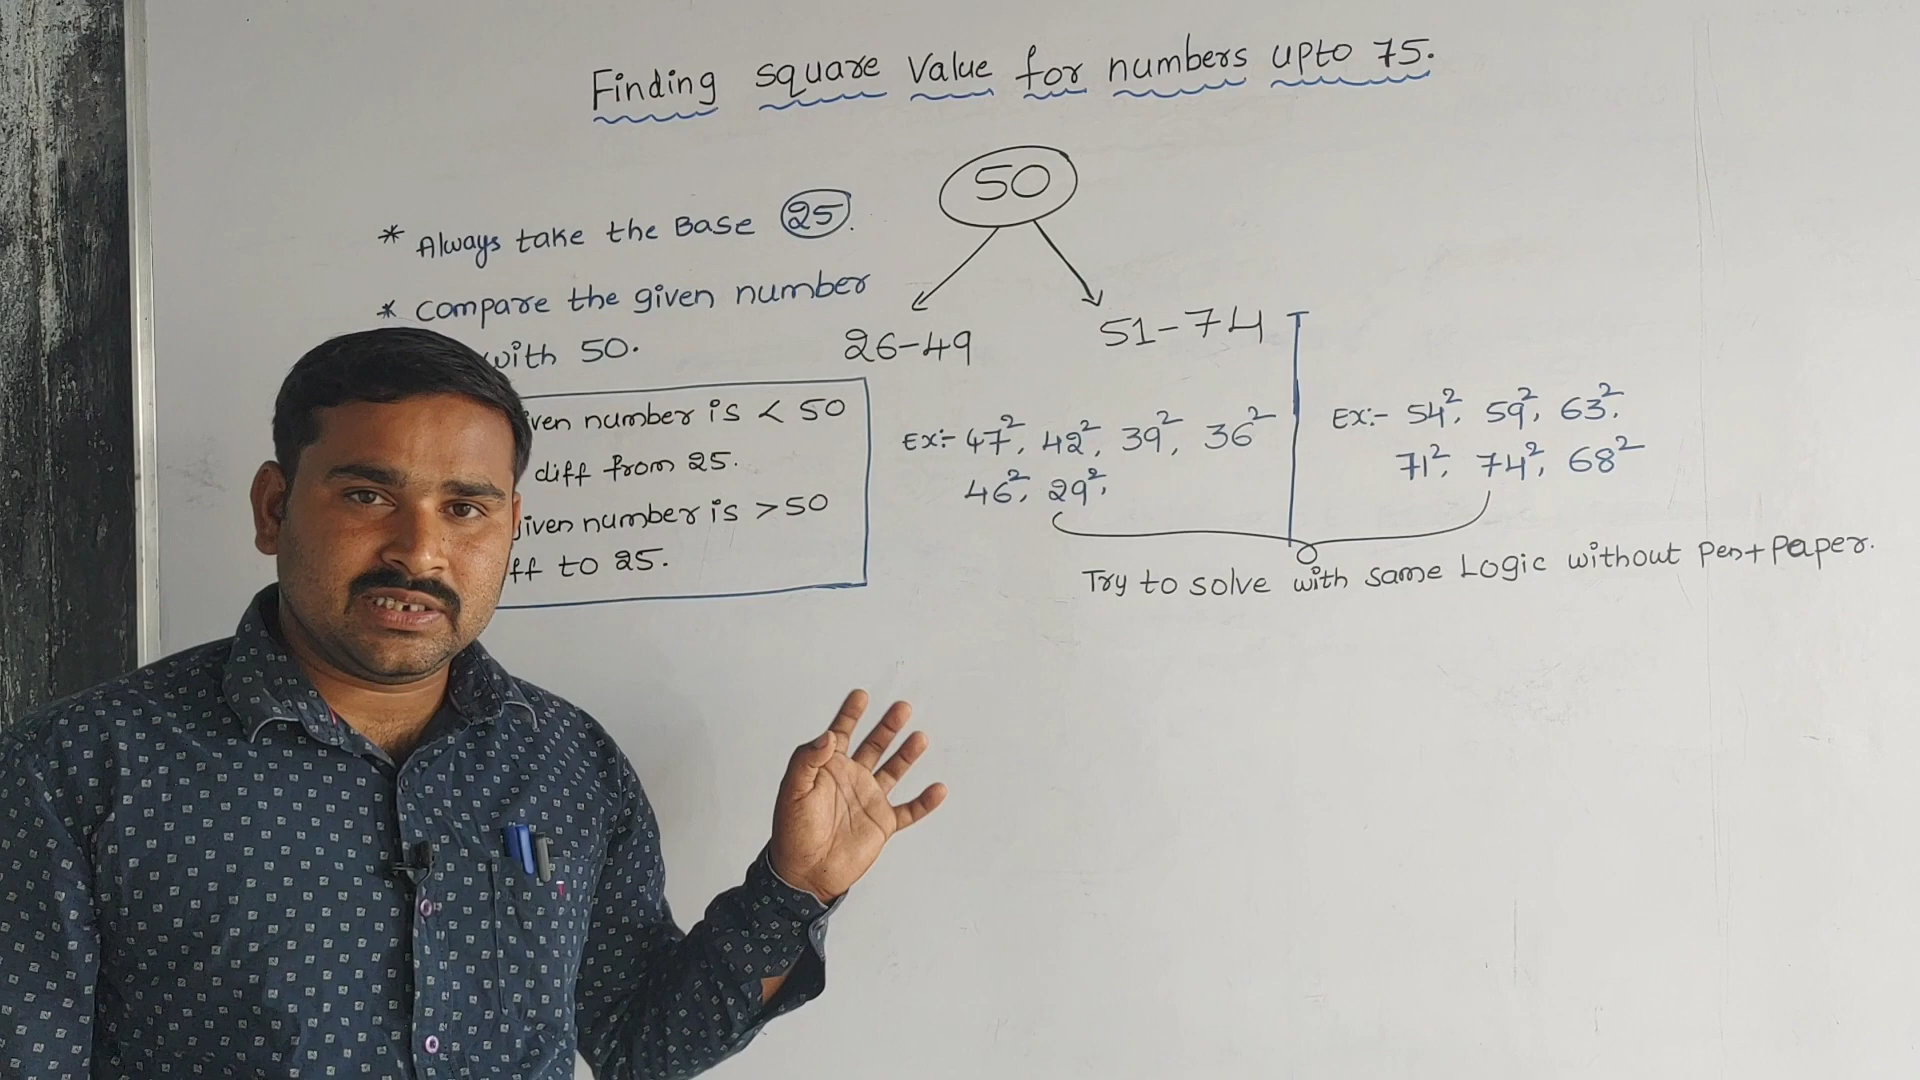 Finding square Value for numbers upto 75.
50
* Always take the Base 25.
* compare the given number
with 50.
26-49
51-74
number is < 50
diff from 25.
given number is > 50
to 25.
Ex:- 47², 42², 39², 36²
46², 29²,
Ex:- 54², 59², 63²,
71², 74², 68²
Try to solve with same Logic without Pen+Paper.